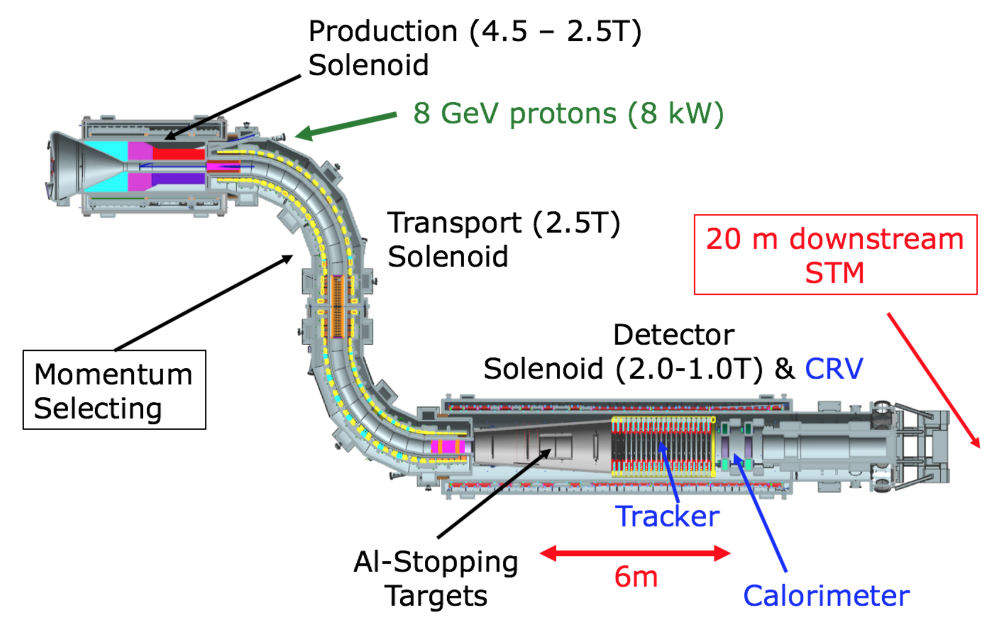 Production (4.5 – 2.5T)
Solenoid
8 GeV protons (8 kW)
Transport (2.5T)
Solenoid
20 m downstream
STM
Momentum
Selecting
Detector
Solenoid (2.0-1.0T) & CRV
Tracker
Al-Stopping
Targets
6m
Calorimeter